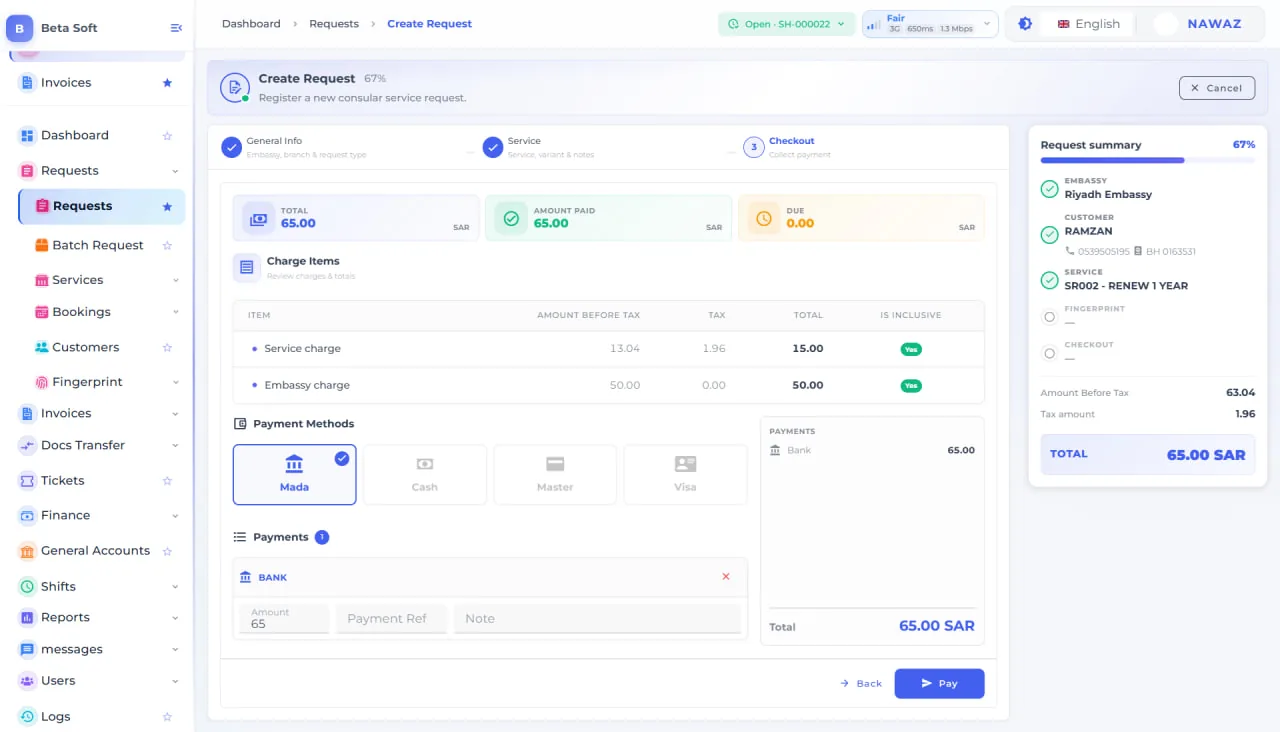 B Beta Soft
Invoices
Dashboard
Requests
Requests
Batch Request
Services
Bookings
Customers
Fingerprint
Invoices
Docs Transfer
Tickets
Finance
General Accounts
Shifts
Reports
messages
Users
Logs
Dashboard > Requests > Create Request
Open - SH-000022
Fair
3G 650ms 1.3 Mbps
English
NAWAZ
Create Request 67%
Register a new consular service request.
Cancel
General Info
Embassy, branch & request type
Service
Service, variant & notes
3 Checkout
Collect payment
TOTAL
65.00 SAR
AMOUNT PAID
65.00 SAR
DUE
0.00 SAR
Charge Items
Review charges & totals
ITEM AMOUNT BEFORE TAX TAX TOTAL IS INCLUSIVE
Service charge 13.04 1.96 15.00 Yes
Embassy charge 50.00 0.00 50.00 Yes
Payment Methods
Mada Cash Master Visa
Payments 1
BANK
Amount
65 Payment Ref Note
PAYMENTS
Bank 65.00
Total 65.00 SAR
Back
Pay
Request summary 67%
EMBASSY
Riyadh Embassy
CUSTOMER
RAMZAN
0539505195 BH 0163531
SERVICE
SR002 - RENEW 1 YEAR
FINGERPRINT
—
CHECKOUT
—
Amount Before Tax 63.04
Tax amount 1.96
TOTAL 65.00 SAR